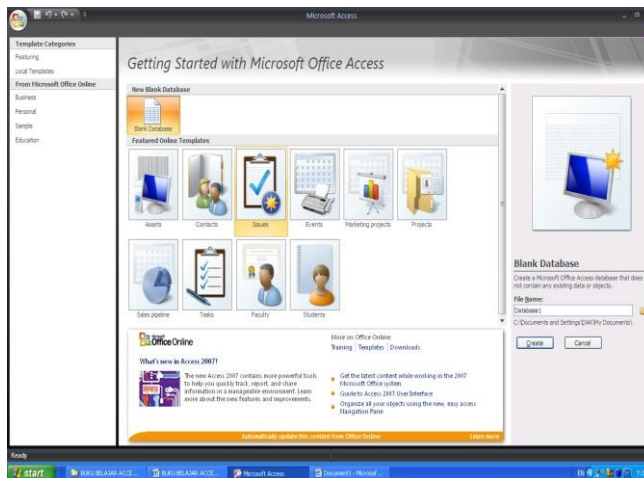 Microsoft Access
Template Categories
Featuring
Local Templates
From Microsoft Office Online
Business
Personal
Sample
Education
Getting Started with Microsoft Office Access
New Blank Database
Blank Database
Featured Online Templates
Assets
Contacts
Issues
Events
Marketing projects
Projects
Sales pipeline
Tasks
Faculty
Students
Microsoft
Office Online
What's new in Access 2007?
The new Access 2007 contains more powerful tools
to help you quickly track, report, and share
information in a manageable environment. Learn
more about the new features and improvements.
More on Office Online:
Training | Templates | Downloads
Get the latest content while working in the 2007
Microsoft Office system
Guide to Access 2007 User Interface
Organize all your objects using the new, easy access
Navigation Pane
Automatically update this content from Office Online
Learn more
Blank Database
Create a Microsoft Office Access database that does
not contain any existing data or objects.
File Name:
Database1
C:\Documents and Settings\DAK\My Documents\
Create
Cancel
Ready
start
BUKU BELAJAR ACCE...
BUKU BELAJAR ACCE...
Microsoft Access
Document1 - Microsof...
EN